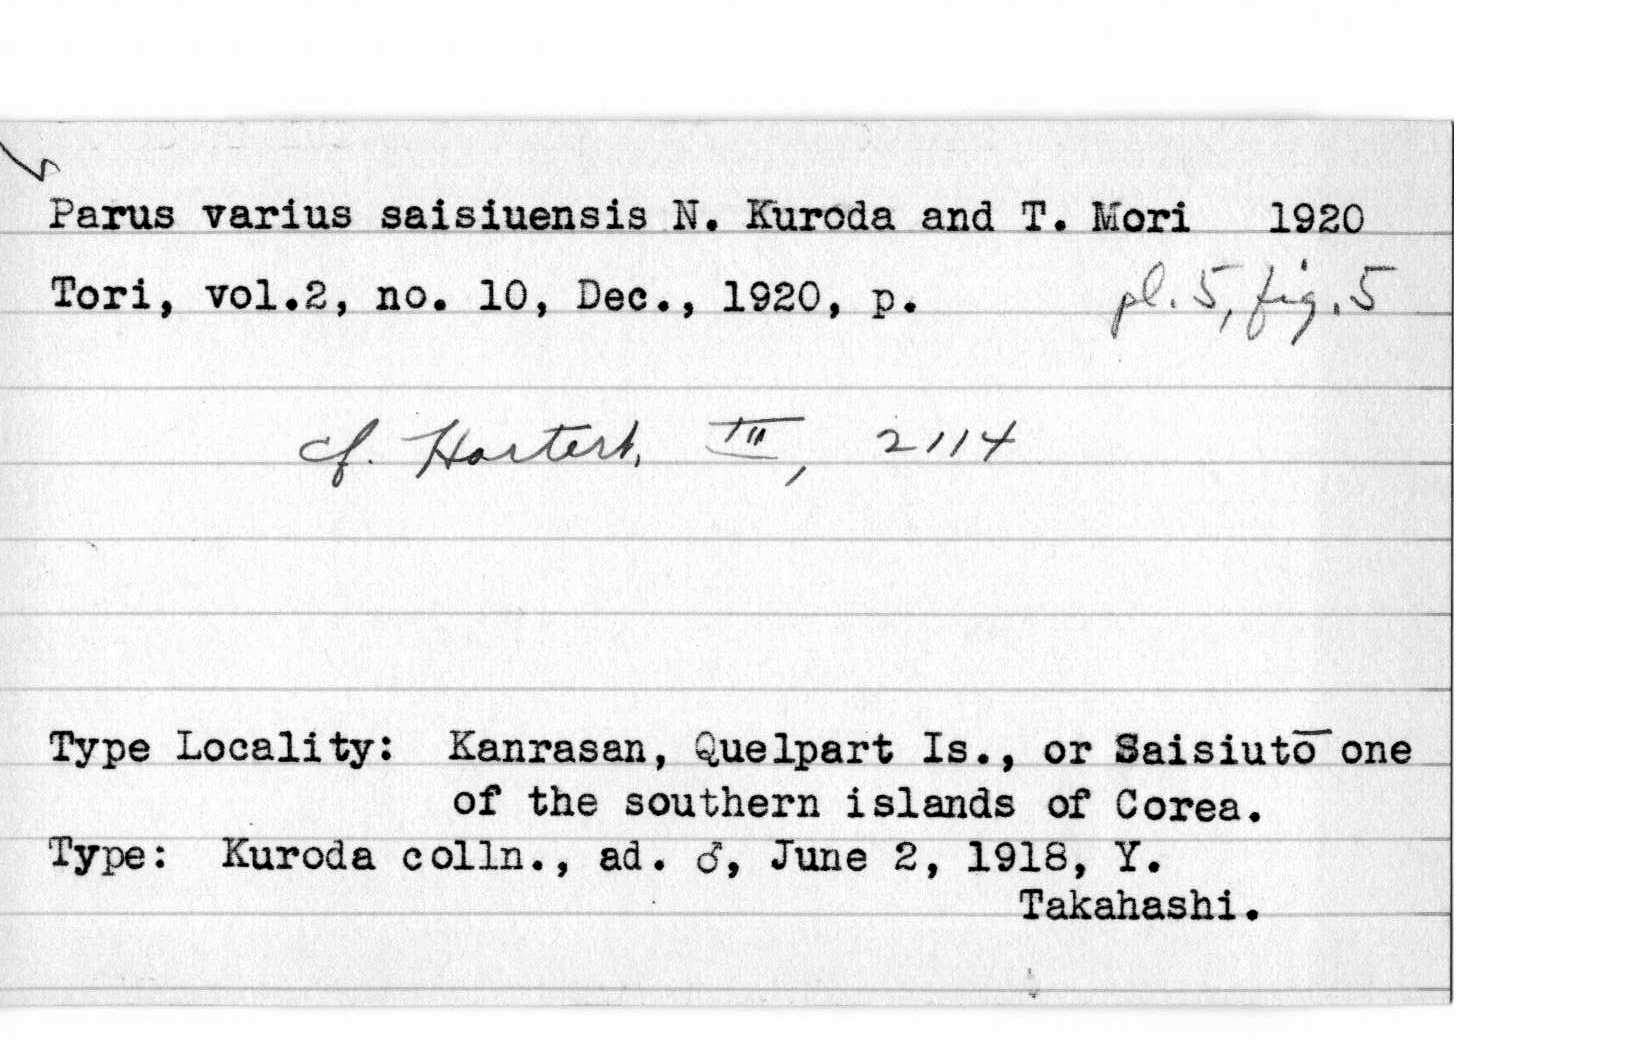 Parus varius saisiuensis N. Kuroda and T. Mori 1920
Tori, vol.2, no. 10, Dec., 1920, p. pl. 5, fig. 5
cf. Hartert, III, 2114
Type Locality: Kanrasan, Quelpart Is., or Saisiutō one
of the southern islands of Corea.
Type: Kuroda colln., ad. ♂, June 2, 1918, Y.
Takahashi.